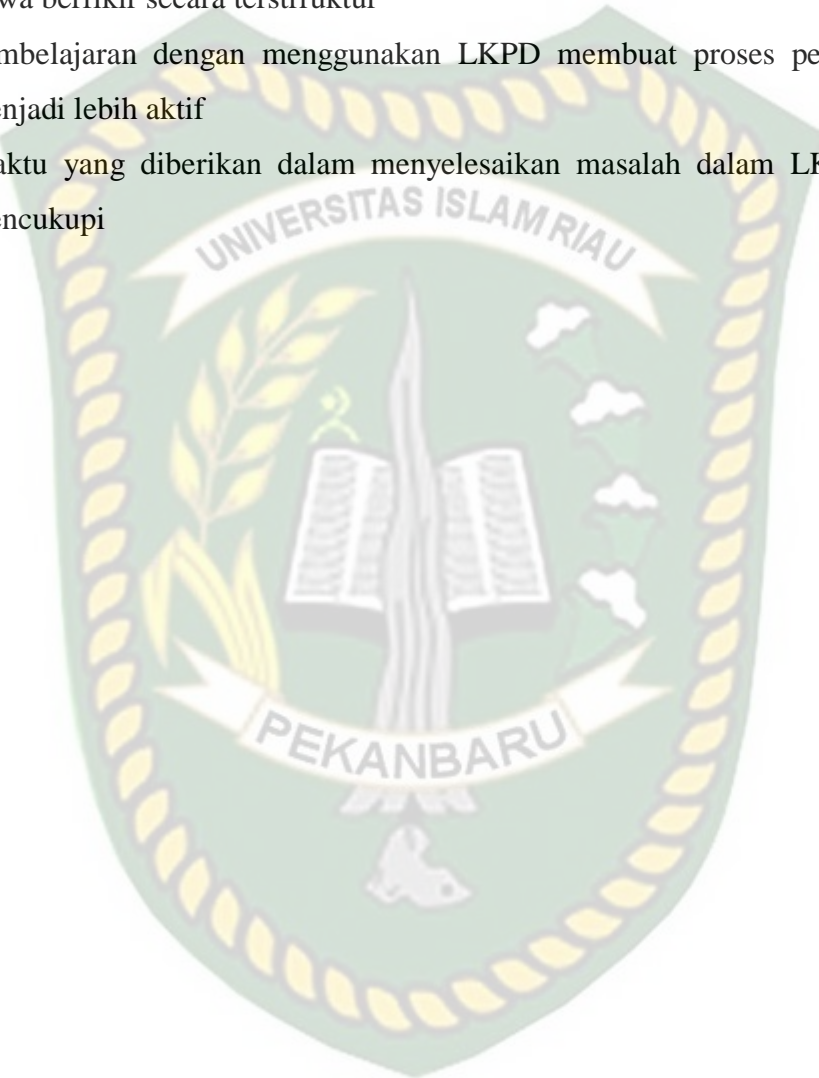 wa berfikir secara terstruktur
mbelajaran dengan menggunakan LKPD membuat proses pe
enjadi lebih aktif
aktu yang diberikan dalam menyelesaikan masalah dalam LK
encukupi
UNIVERSITAS ISLAM RIAU
PEKANBARU